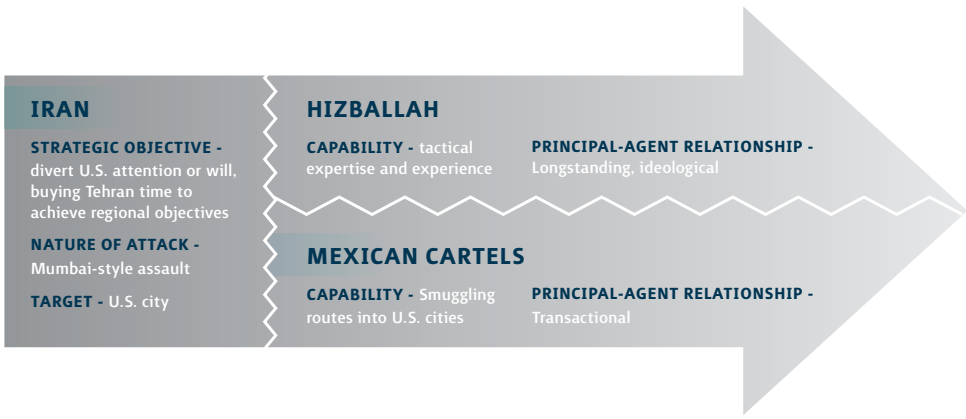 IRAN
STRATEGIC OBJECTIVE -
divert U.S. attention or will,
buying Tehran time to
achieve regional objectives
NATURE OF ATTACK -
Mumbai-style assault
TARGET - U.S. city
HIZBALLAH
CAPABILITY - tactical
expertise and experience
PRINCIPAL-AGENT RELATIONSHIP -
Longstanding, ideological
MEXICAN CARTELS
CAPABILITY - Smuggling
routes into U.S. cities
PRINCIPAL-AGENT RELATIONSHIP -
Transactional